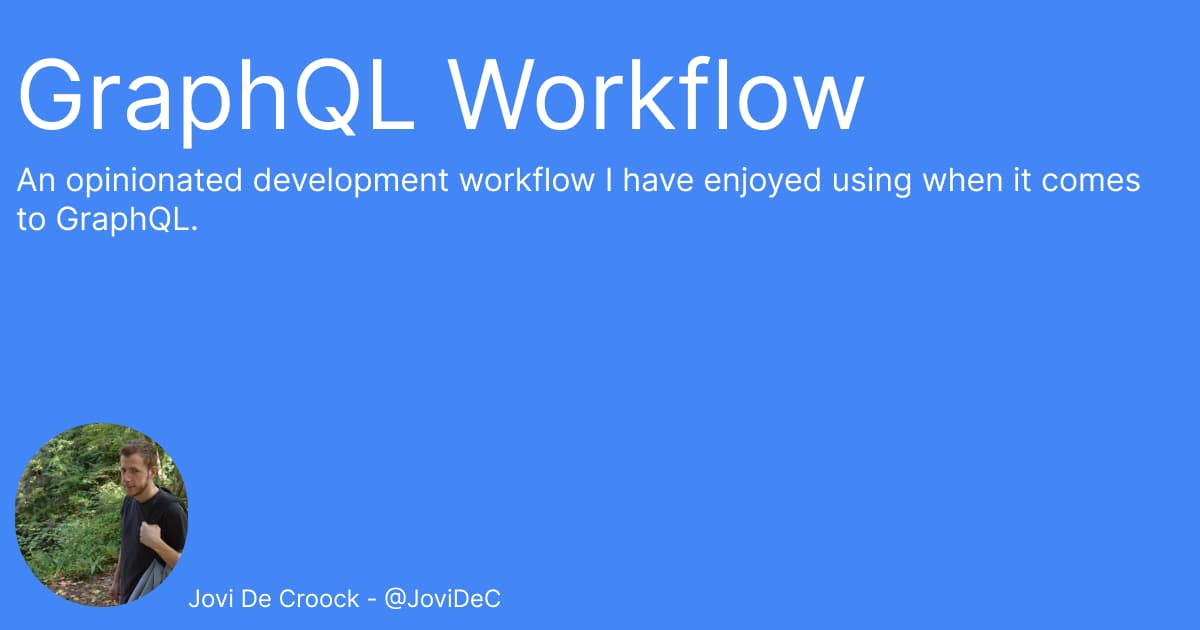 GraphQL Workflow
An opinionated development workflow I have enjoyed using when it comes
to GraphQL.
Jovi De Croock - @JoviDeC